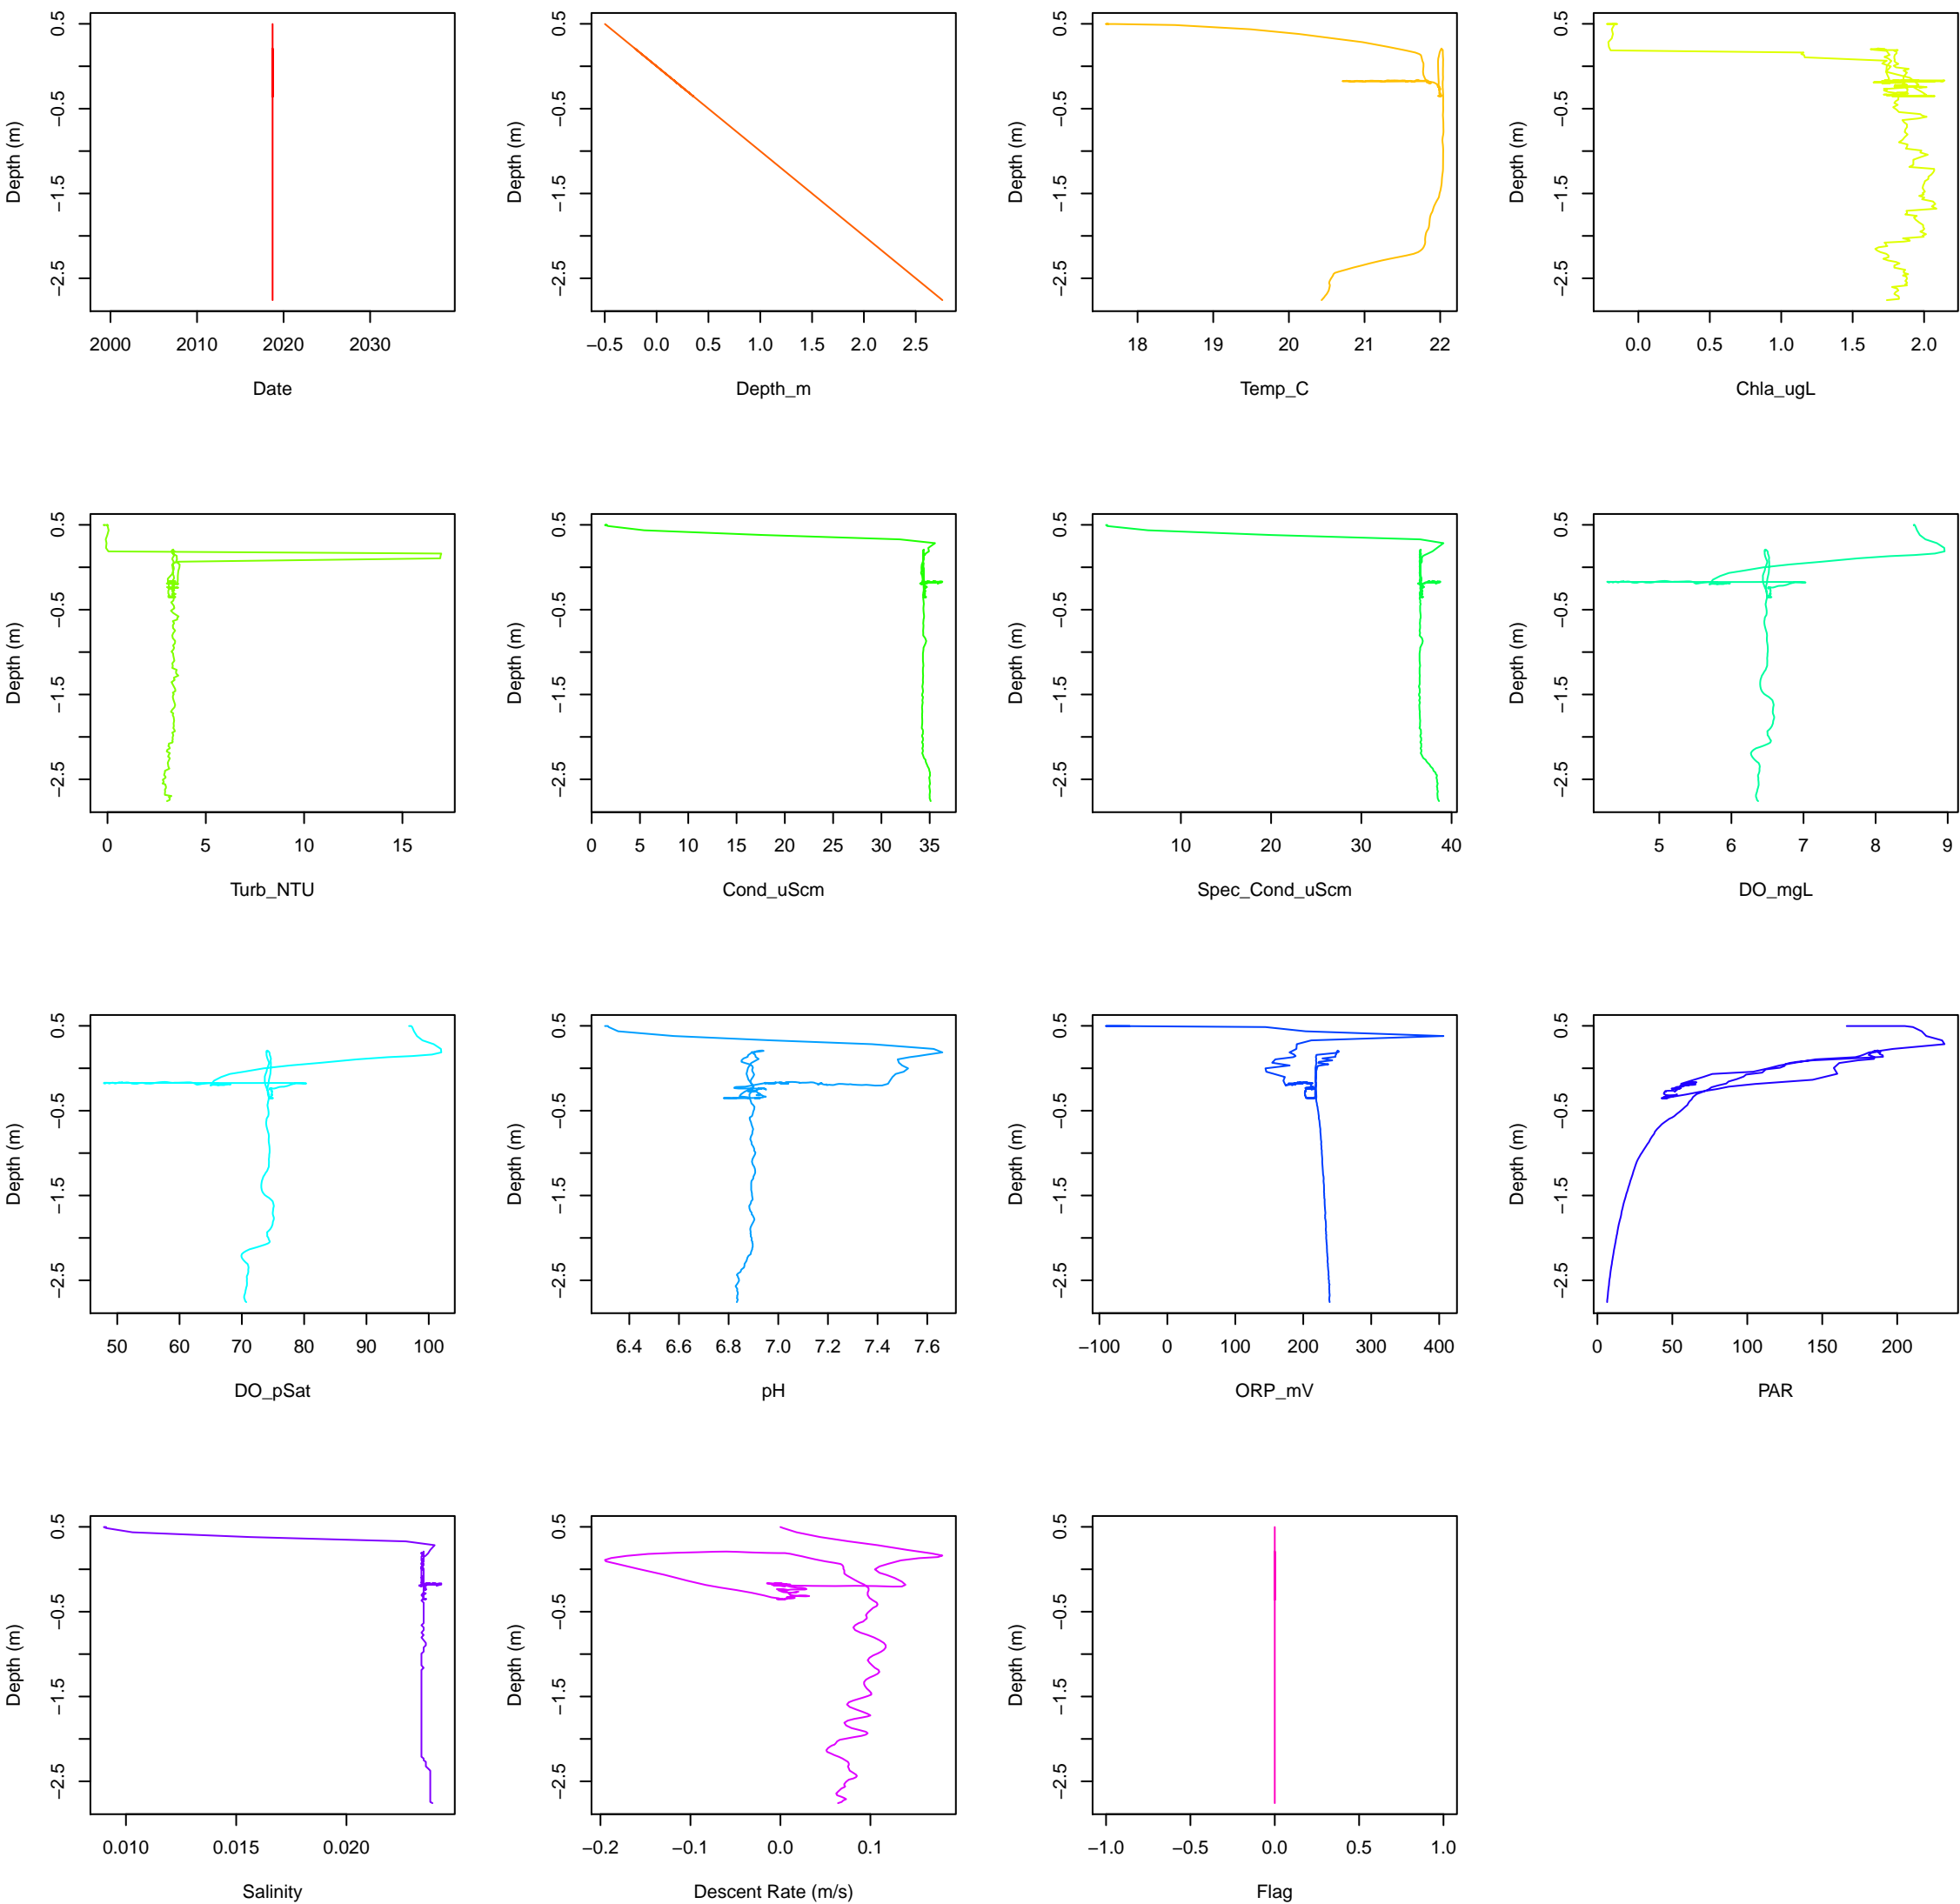 Depth (m)
0.5
−0.5
−1.5
−2.5
2000 2010 2020 2030
Date
Depth (m)
0.5
−0.5
−1.5
−2.5
−0.5 0.0 0.5 1.0 1.5 2.0 2.5
Depth_m
Depth (m)
0.5
−0.5
−1.5
−2.5
18 19 20 21 22
Temp_C
Depth (m)
0.5
−0.5
−1.5
−2.5
0.0 0.5 1.0 1.5 2.0
Chla_ugL
Depth (m)
0.5
−0.5
−1.5
−2.5
0 5 10 15
Turb_NTU
Depth (m)
0.5
−0.5
−1.5
−2.5
0 5 10 15 20 25 30 35
Cond_uScm
Depth (m)
0.5
−0.5
−1.5
−2.5
10 20 30 40
Spec_Cond_uScm
Depth (m)
0.5
−0.5
−1.5
−2.5
5 6 7 8 9
DO_mgL
Depth (m)
0.5
−0.5
−1.5
−2.5
50 60 70 80 90 100
DO_pSat
Depth (m)
0.5
−0.5
−1.5
−2.5
6.4 6.6 6.8 7.0 7.2 7.4 7.6
pH
Depth (m)
0.5
−0.5
−1.5
−2.5
−100 0 100 200 300 400
ORP_mV
Depth (m)
0.5
−0.5
−1.5
−2.5
0 50 100 150 200
PAR
Depth (m)
0.5
−0.5
−1.5
−2.5
0.010 0.015 0.020
Salinity
Depth (m)
0.5
−0.5
−1.5
−2.5
−0.2 −0.1 0.0 0.1
Descent Rate (m/s)
Depth (m)
0.5
−0.5
−1.5
−2.5
−1.0 −0.5 0.0 0.5 1.0
Flag